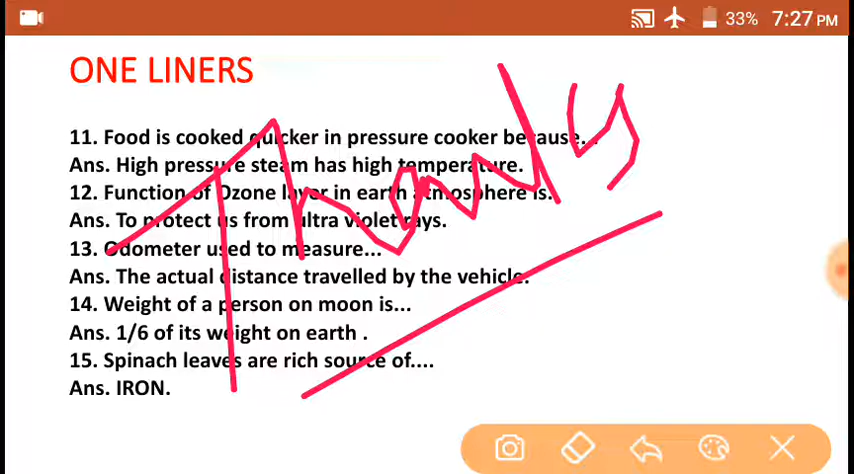 33% 7:27 PM
ONE LINERS
11. Food is cooked quicker in pressure cooker because...
Ans. High pressure steam has high temperature.
12. Function of Ozone layer in earth atmosphere is.
Ans. To protect us from ultra violet rays.
13. Odometer used to measure...
Ans. The actual distance travelled by the vehicle.
14. Weight of a person on moon is...
Ans. 1/6 of its weight on earth .
15. Spinach leaves are rich source of....
Ans. IRON.
Thanks